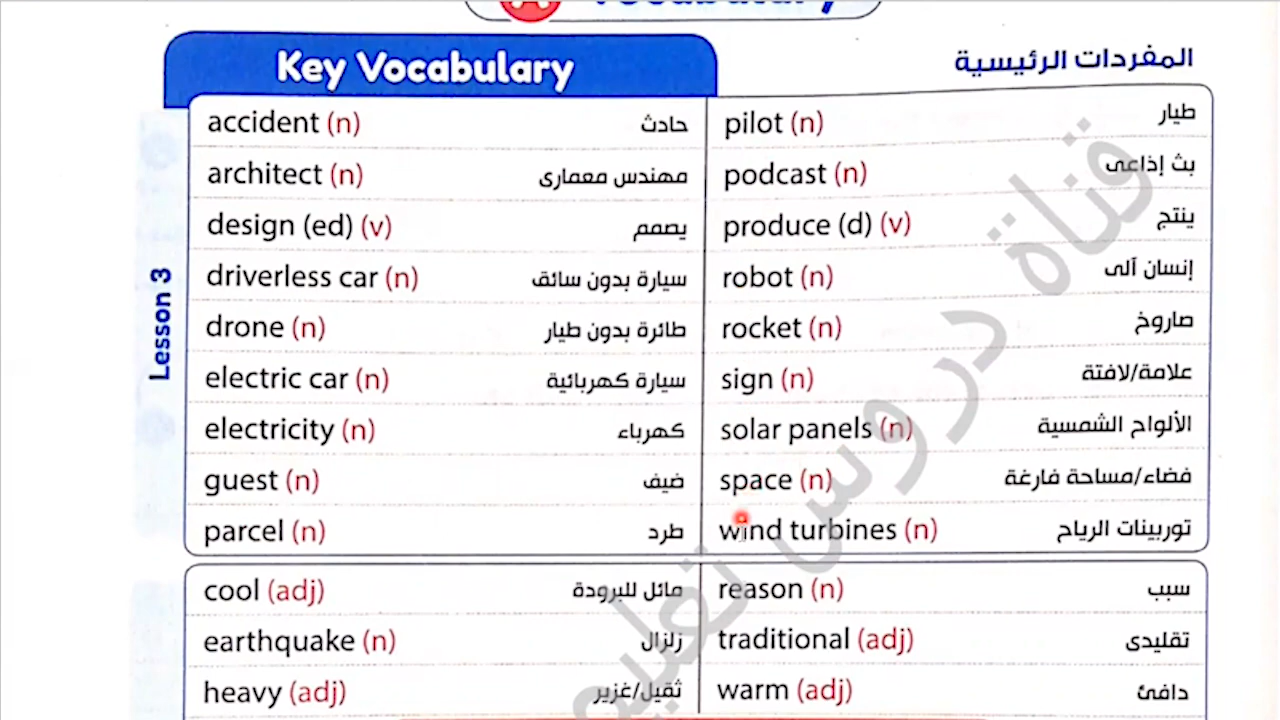 Key Vocabulary
المفردات الرئيسية
Lesson 3
accident (n) حادث
architect (n) مهندس معمارى
design (ed) (v) يصمم
driverless car (n) سيارة بدون سائق
drone (n) طائرة بدون طيار
electric car (n) سيارة كهربائية
electricity (n) كهرباء
guest (n) ضيف
parcel (n) طرد
pilot (n) طيار
podcast (n) بث إذاعى
produce (d) (v) ينتج
robot (n) إنسان آلى
rocket (n) صاروخ
sign (n) علامة/لافتة
solar panels (n) الألواح الشمسية
space (n) فضاء/مساحة فارغة
wind turbines (n) توربينات الرياح
cool (adj) مائل للبرودة
earthquake (n) زلزال
heavy (adj) ثقيل/غزير
reason (n) سبب
traditional (adj) تقليدى
warm (adj) دافئ
قناة دروس تعليمي